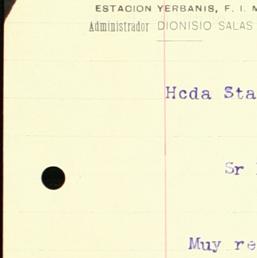 ESTACION YERBANIS, F. I.
Administrador DIONISIO SALAS
Hcda Sta
Sr
Muy re